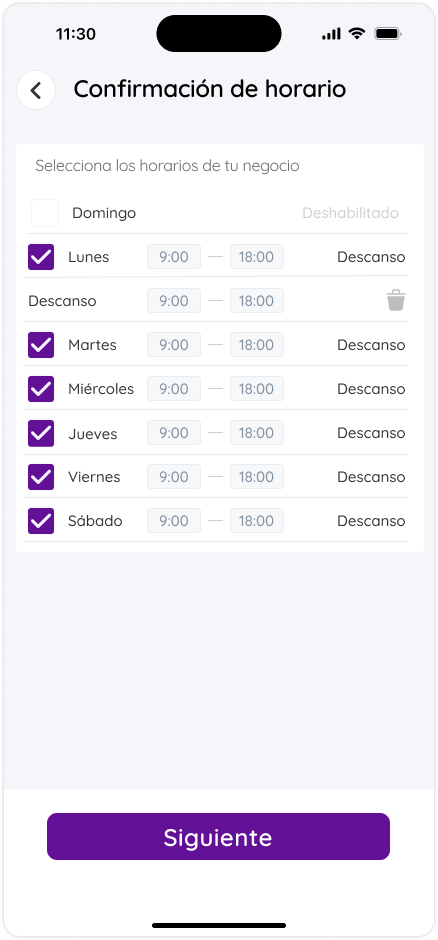 11:30
Confirmación de horario
Selecciona los horarios de tu negocio
Domingo Deshabilitado
Lunes 9:00 — 18:00 Descanso
Descanso 9:00 — 18:00
Martes 9:00 — 18:00 Descanso
Miércoles 9:00 — 18:00 Descanso
Jueves 9:00 — 18:00 Descanso
Viernes 9:00 — 18:00 Descanso
Sábado 9:00 — 18:00 Descanso
Siguiente